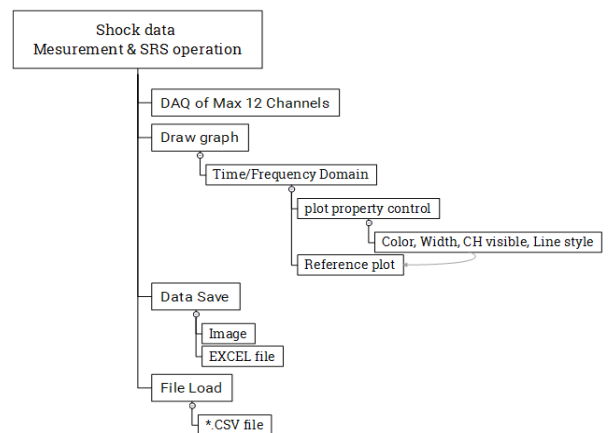 Shock data
Mesurement & SRS operation
DAQ of Max 12 Channels
Draw graph
Time/Frequency Domain
plot property control
Color, Width, CH visible, Line style
Reference plot
Data Save
Image
EXCEL file
File Load
*.CSV file